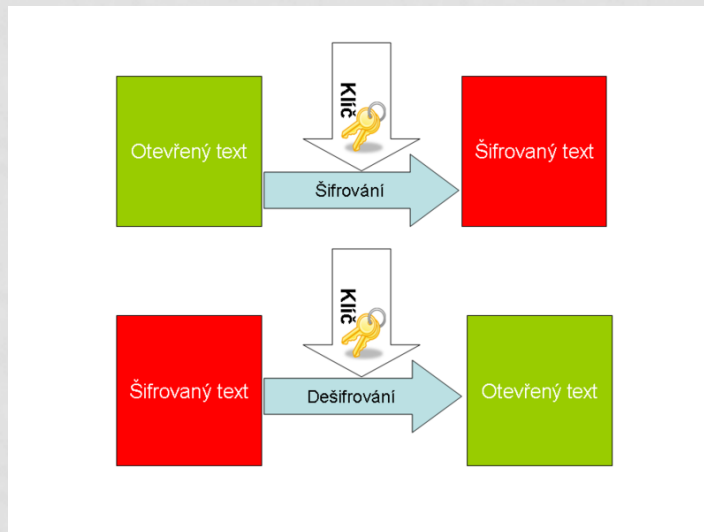 Klíč
Otevřený text
Šifrovaný text
Šifrování
Klíč
Šifrovaný text
Otevřený text
Dešifrování